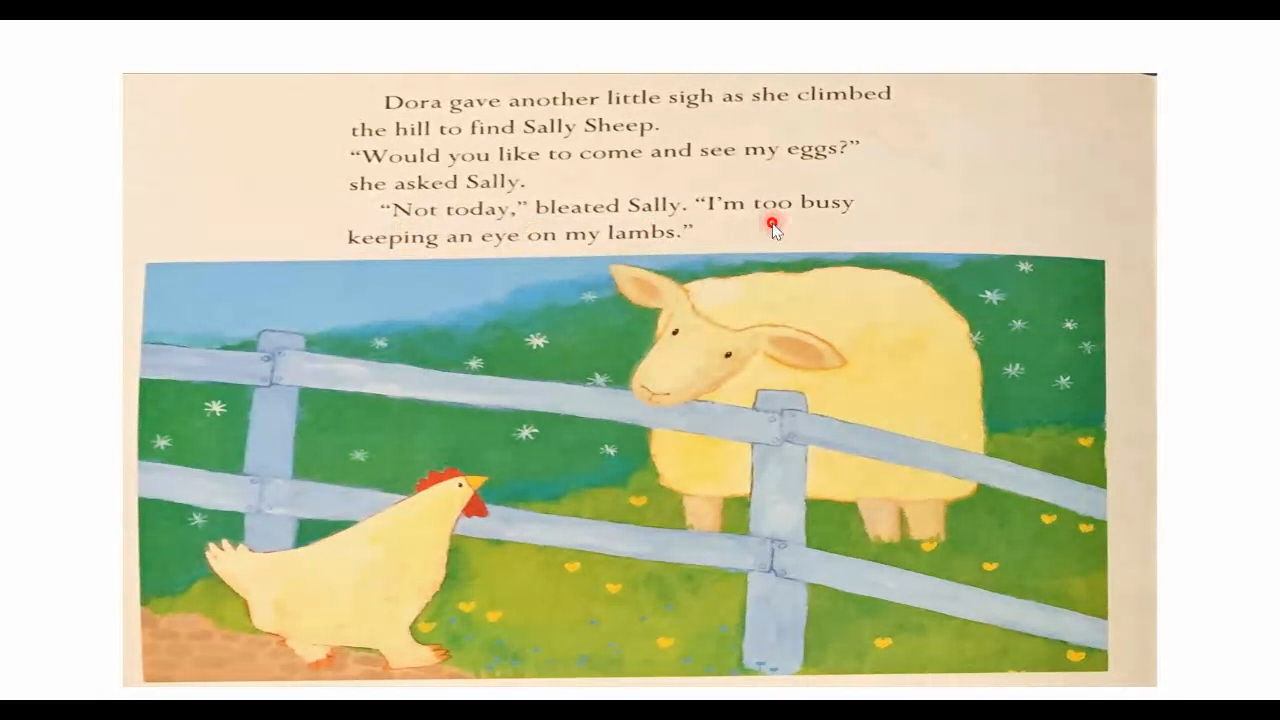 Dora gave another little sigh as she climbed
the hill to find Sally Sheep.
“Would you like to come and see my eggs?”
she asked Sally.
“Not today,” bleated Sally. “I’m too busy
keeping an eye on my lambs.”